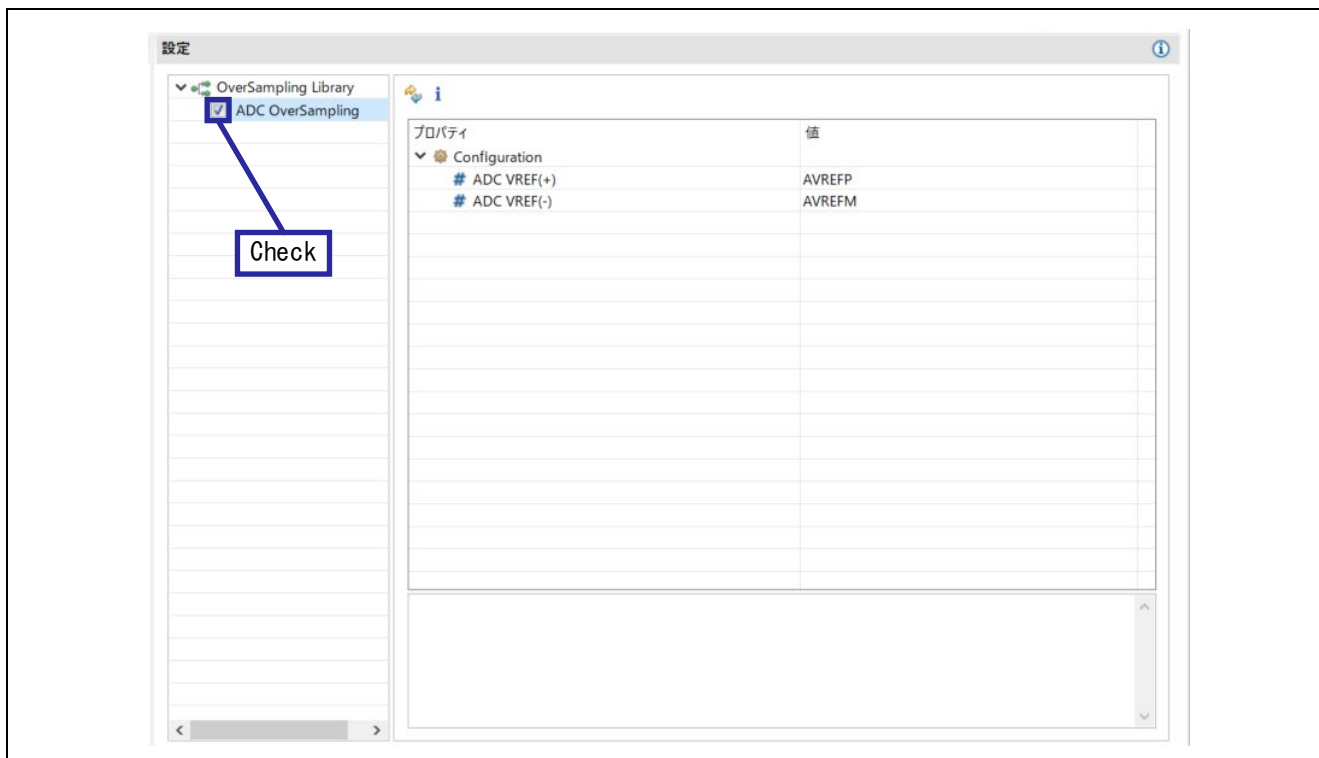 設定
OverSampling Library
ADC OverSampling
Check
i
プロパティ 値
Configuration
# ADC VREF(+) AVREFP
# ADC VREF(-) AVREFM